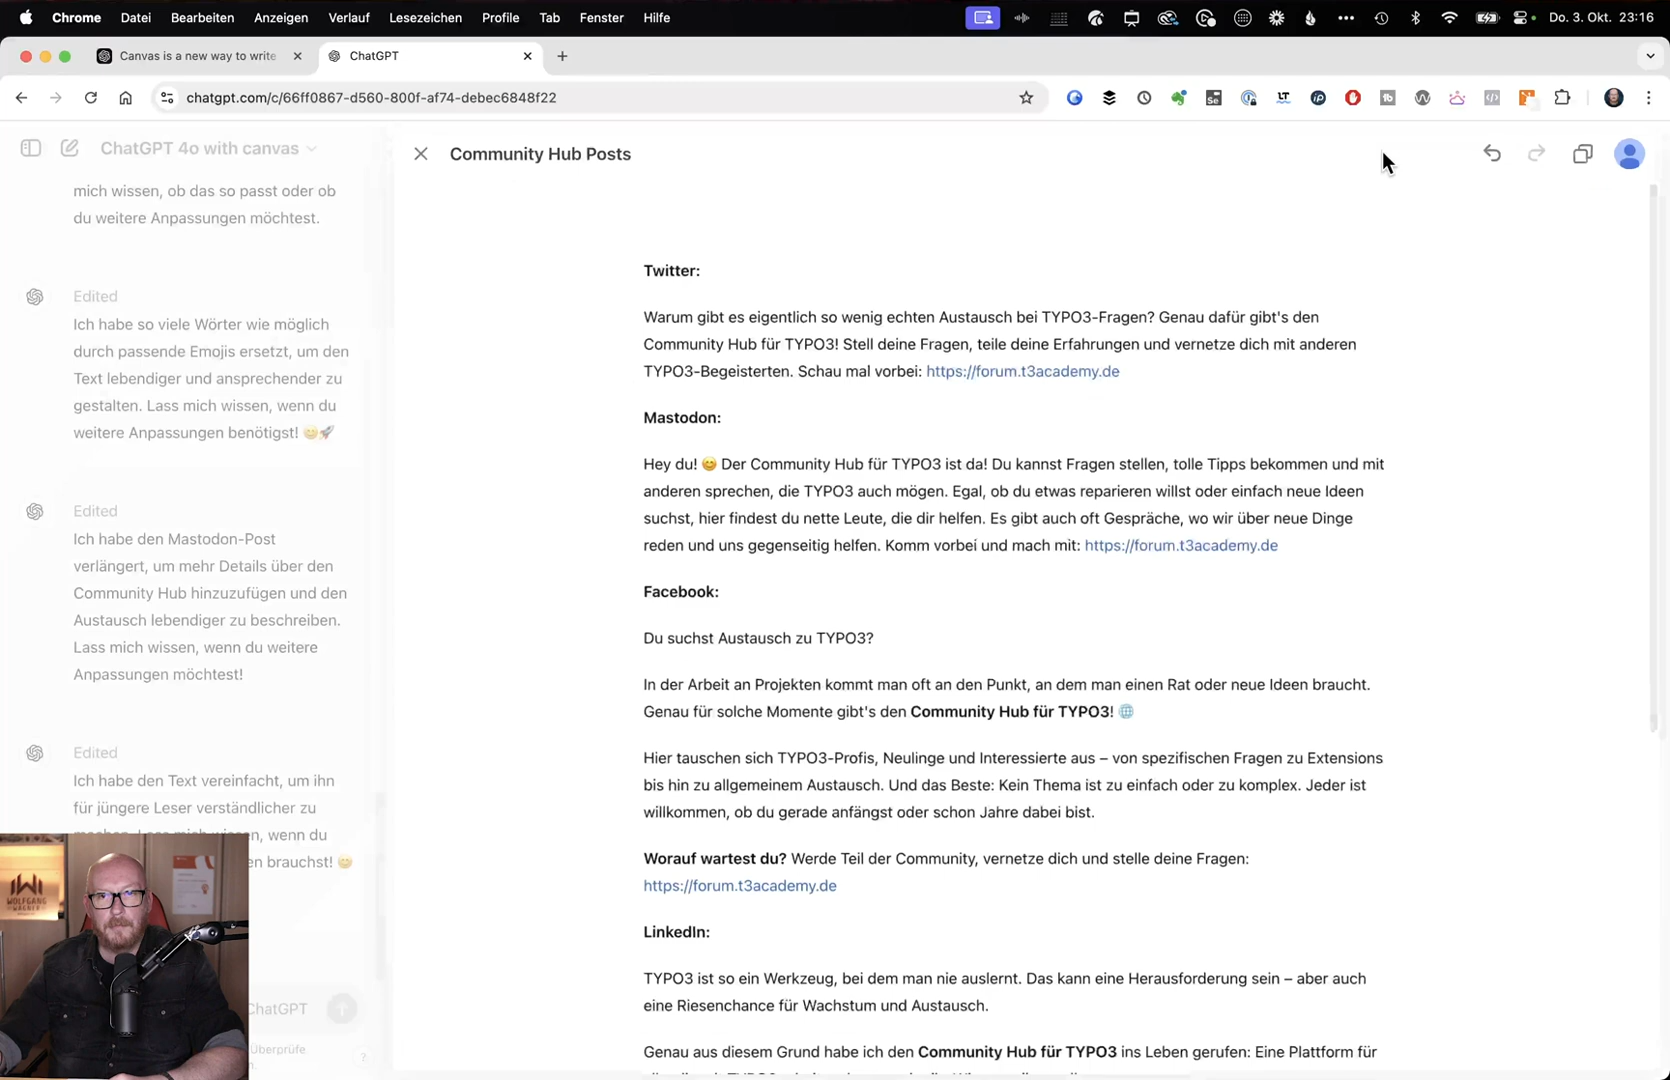 Chrome Datei Bearbeiten Anzeigen Verlauf Lesezeichen Profile Tab Fenster Hilfe Do. 3. Okt. 23:16
Canvas is a new way to write
ChatGPT
chatgpt.com/c/66ff0867-d560-800f-af74-debec6848f22
ChatGPT 4o with canvas
mich wissen, ob das so passt oder ob
du weitere Anpassungen möchtest.
Edited
Ich habe so viele Wörter wie möglich
durch passende Emojis ersetzt, um den
Text lebendiger und ansprechender zu
gestalten. Lass mich wissen, wenn du
weitere Anpassungen benötigst! 😊🚀
Edited
Ich habe den Mastodon-Post
verlängert, um mehr Details über den
Community Hub hinzuzufügen und den
Austausch lebendiger zu beschreiben.
Lass mich wissen, wenn du weitere
Anpassungen möchtest!
Edited
Ich habe den Text vereinfacht, um ihn
für jüngere Leser verständlicher zu
en, wenn du
en brauchst! 😊
ChatGPT
Überprüfe
?
WOLFGANG
WAGNER
Community Hub Posts
Twitter:
Warum gibt es eigentlich so wenig echten Austausch bei TYPO3-Fragen? Genau dafür gibt's den
Community Hub für TYPO3! Stell deine Fragen, teile deine Erfahrungen und vernetze dich mit anderen
TYPO3-Begeisterten. Schau mal vorbei: https://forum.t3academy.de
Mastodon:
Hey du! 😊 Der Community Hub für TYPO3 ist da! Du kannst Fragen stellen, tolle Tipps bekommen und mit
anderen sprechen, die TYPO3 auch mögen. Egal, ob du etwas reparieren willst oder einfach neue Ideen
suchst, hier findest du nette Leute, die dir helfen. Es gibt auch oft Gespräche, wo wir über neue Dinge
reden und uns gegenseitig helfen. Komm vorbei und mach mit: https://forum.t3academy.de
Facebook:
Du suchst Austausch zu TYPO3?
In der Arbeit an Projekten kommt man oft an den Punkt, an dem man einen Rat oder neue Ideen braucht.
Genau für solche Momente gibt's den Community Hub für TYPO3! 🌐
Hier tauschen sich TYPO3-Profis, Neulinge und Interessierte aus – von spezifischen Fragen zu Extensions
bis hin zu allgemeinem Austausch. Und das Beste: Kein Thema ist zu einfach oder zu komplex. Jeder ist
willkommen, ob du gerade anfängst oder schon Jahre dabei bist.
Worauf wartest du? Werde Teil der Community, vernetze dich und stelle deine Fragen:
https://forum.t3academy.de
LinkedIn:
TYPO3 ist so ein Werkzeug, bei dem man nie auslernt. Das kann eine Herausforderung sein – aber auch
eine Riesenchance für Wachstum und Austausch.
Genau aus diesem Grund habe ich den Community Hub für TYPO3 ins Leben gerufen: Eine Plattform für